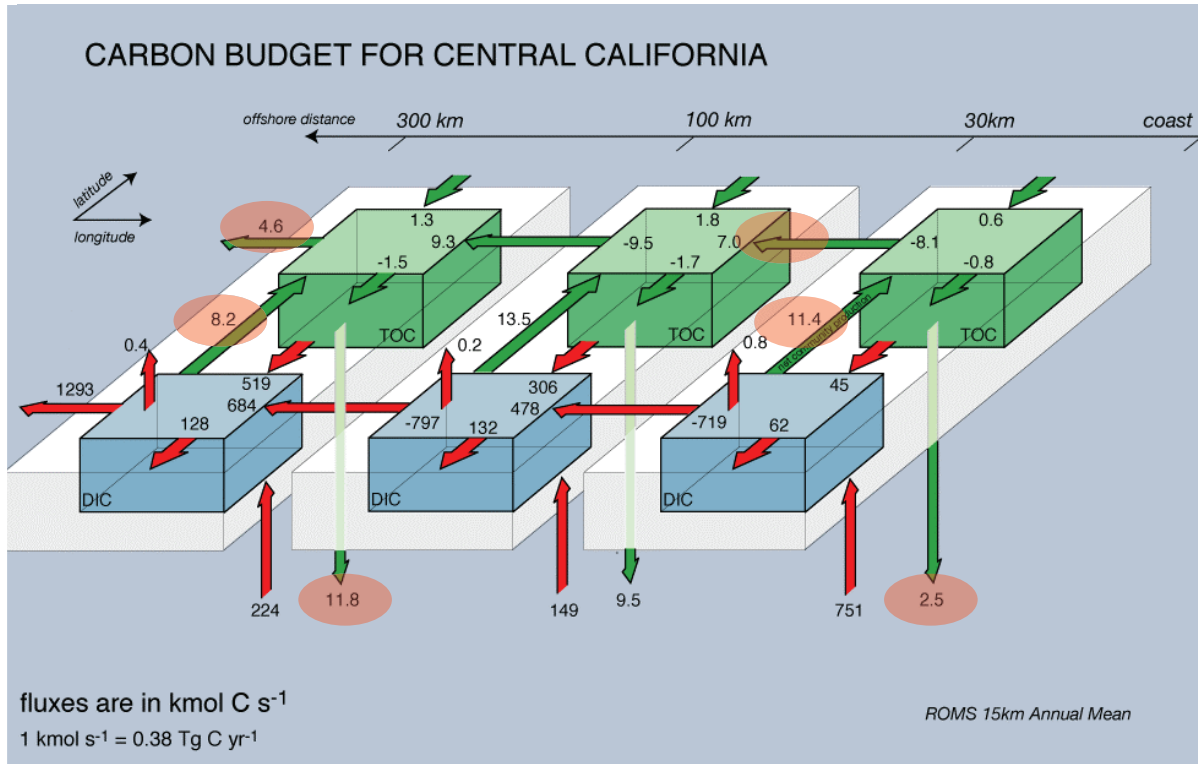 CARBON BUDGET FOR CENTRAL CALIFORNIA
offshore distance 300 km 100 km 30km coast
latitude
longitude
4.6 1.3 1.8 0.6
9.3 -9.5 7.0 -8.1
-1.5 -1.7 -0.8
8.2 13.5 11.4 net community production
TOC TOC TOC
0.4 0.2 0.8
1293 519 306 45
684 -797 478 -719
128 132 62
DIC DIC DIC
224 11.8 149 9.5 751 2.5
fluxes are in kmol C s⁻¹
1 kmol s⁻¹ = 0.38 Tg C yr⁻¹
ROMS 15km Annual Mean